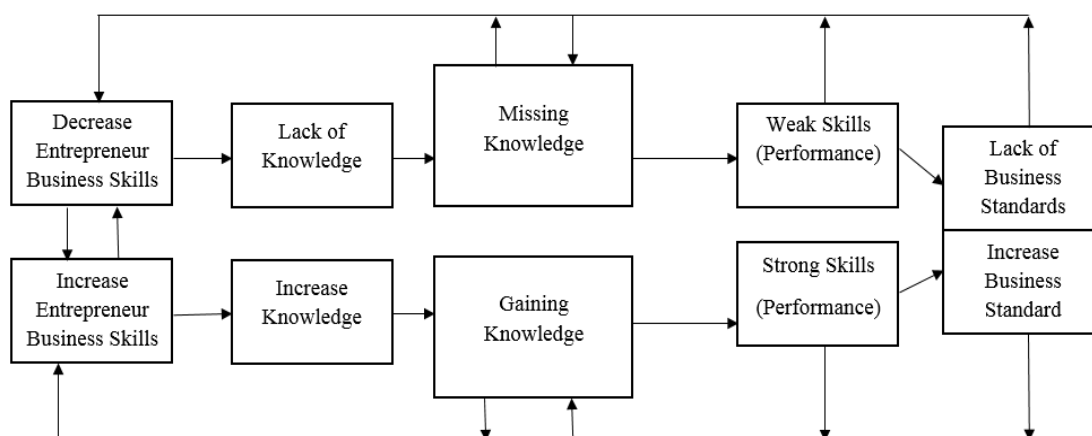 Decrease
Entrepreneur
Business Skills
Lack of
Knowledge
Missing
Knowledge
Weak Skills
(Performance)
Lack of
Business
Standards
Increase
Entrepreneur
Business Skills
Increase
Knowledge
Gaining
Knowledge
Strong Skills
(Performance)
Increase
Business
Standard